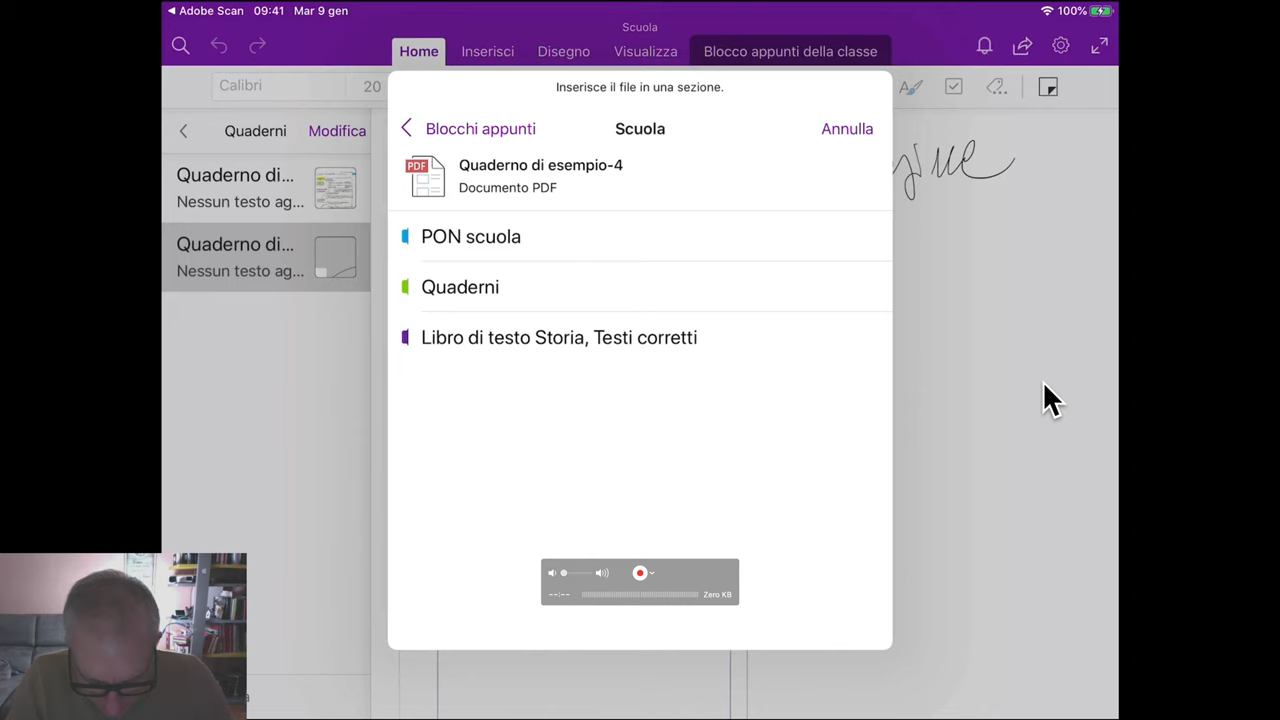 Adobe Scan 09:41 Mar 9 gen
100%
Scuola
Home Inserisci Disegno Visualizza Blocco appunti della classe
Calibri 20
Inserisce il file in una sezione.
Quaderni Modifica
Blocchi appunti Scuola Annulla
PDF
Quaderno di esempio-4
Documento PDF
Quaderno di...
Nessun testo ag...
Quaderno di...
Nessun testo ag...
PON scuola
Quaderni
Libro di testo Storia, Testi corretti
--:-- Zero KB